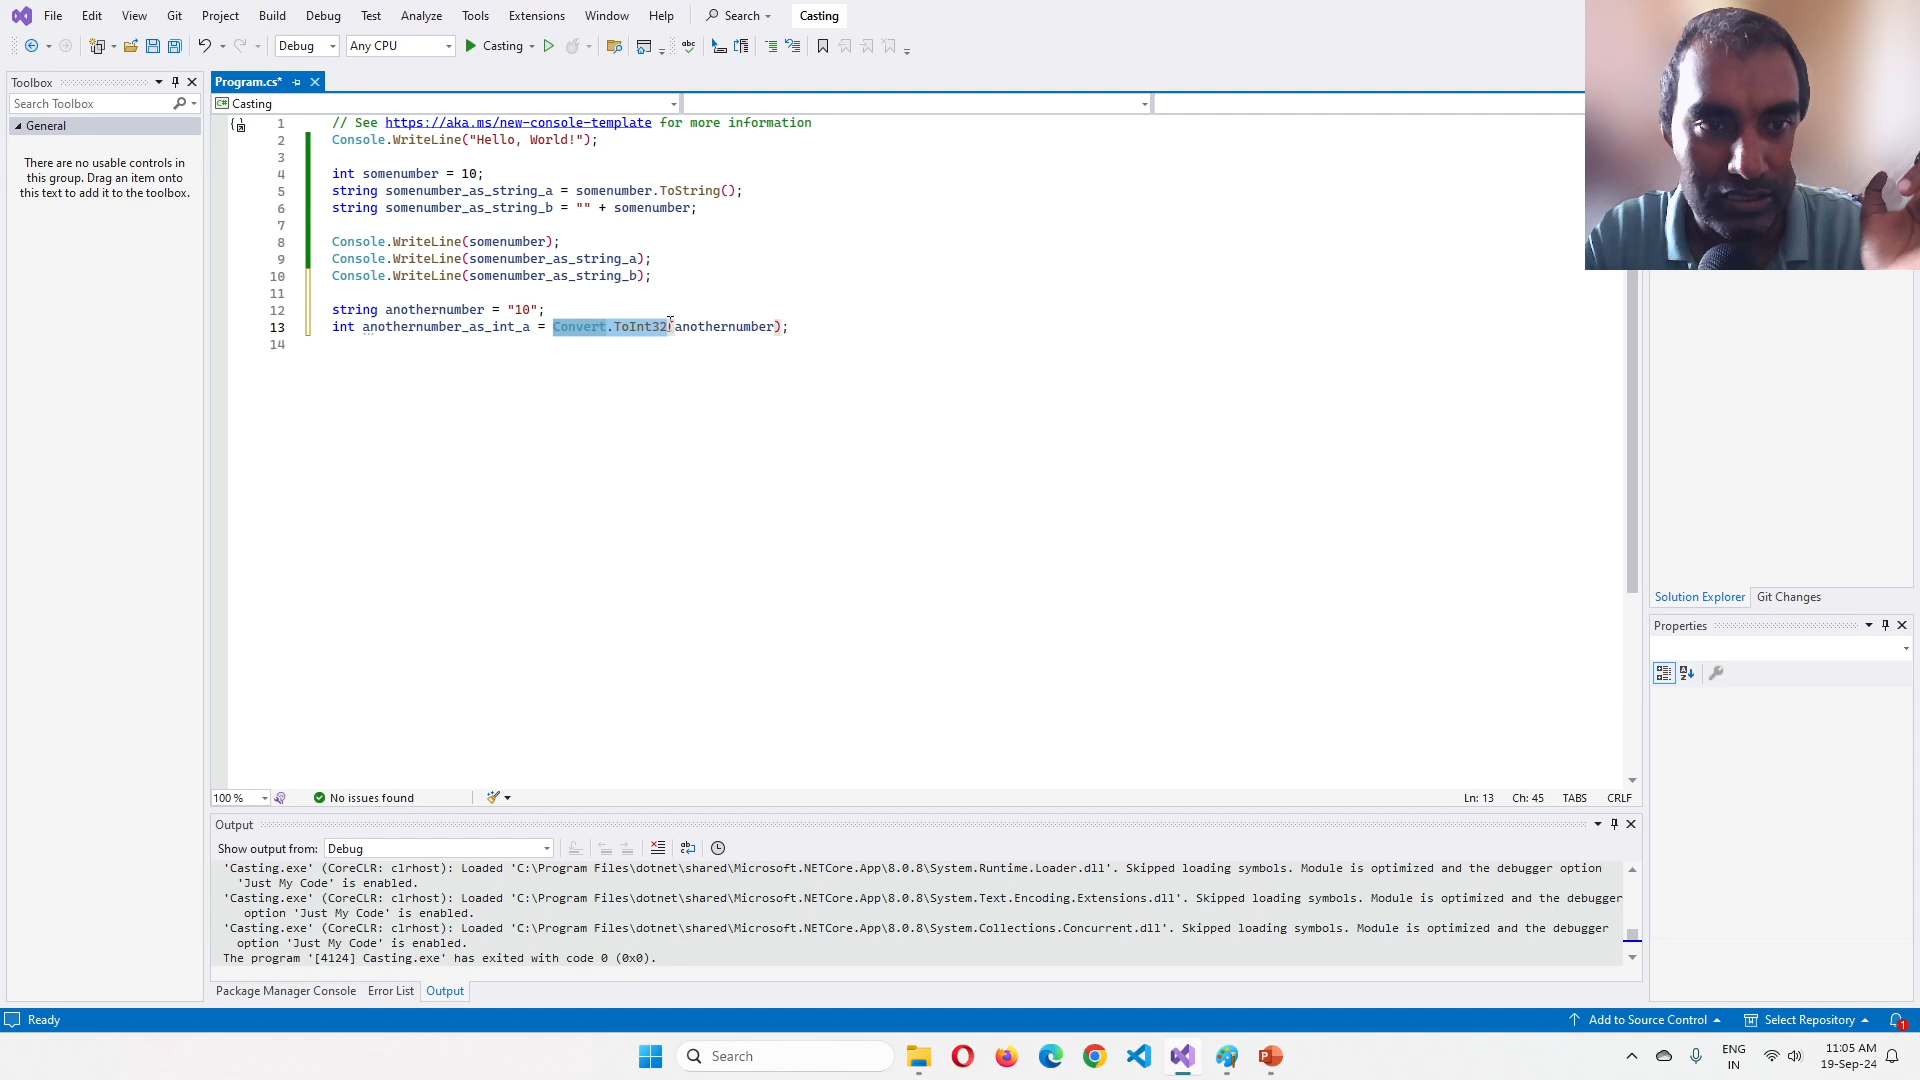 File Edit View Git Project Build Debug Test Analyze Tools Extensions Window Help Search Casting
Debug Any CPU Casting
Toolbox
Search Toolbox
General
There are no usable controls in
this group. Drag an item onto
this text to add it to the toolbox.
Program.cs*
C# Casting
1 // See https://aka.ms/new-console-template for more information
2 Console.WriteLine("Hello, World!");
3
4 int somenumber = 10;
5 string somenumber_as_string_a = somenumber.ToString();
6 string somenumber_as_string_b = "" + somenumber;
7
8 Console.WriteLine(somenumber);
9 Console.WriteLine(somenumber_as_string_a);
10 Console.WriteLine(somenumber_as_string_b);
11
12 string anothernumber = "10";
13 int anothernumber_as_int_a = Convert.ToInt32(anothernumber);
14
100 % No issues found Ln: 13 Ch: 45 TABS CRLF
Solution Explorer Git Changes
Properties
Output
Show output from: Debug
'Casting.exe' (CoreCLR: clrhost): Loaded 'C:\Program Files\dotnet\shared\Microsoft.NETCore.App\8.0.8\System.Runtime.Loader.dll'. Skipped loading symbols. Module is optimized and the debugger option
'Just My Code' is enabled.
'Casting.exe' (CoreCLR: clrhost): Loaded 'C:\Program Files\dotnet\shared\Microsoft.NETCore.App\8.0.8\System.Text.Encoding.Extensions.dll'. Skipped loading symbols. Module is optimized and the debugger
option 'Just My Code' is enabled.
'Casting.exe' (CoreCLR: clrhost): Loaded 'C:\Program Files\dotnet\shared\Microsoft.NETCore.App\8.0.8\System.Collections.Concurrent.dll'. Skipped loading symbols. Module is optimized and the debugger
option 'Just My Code' is enabled.
The program '[4124] Casting.exe' has exited with code 0 (0x0).
Package Manager Console Error List Output
Ready Add to Source Control Select Repository 1
Search ENG
IN 11:05 AM
19-Sep-24